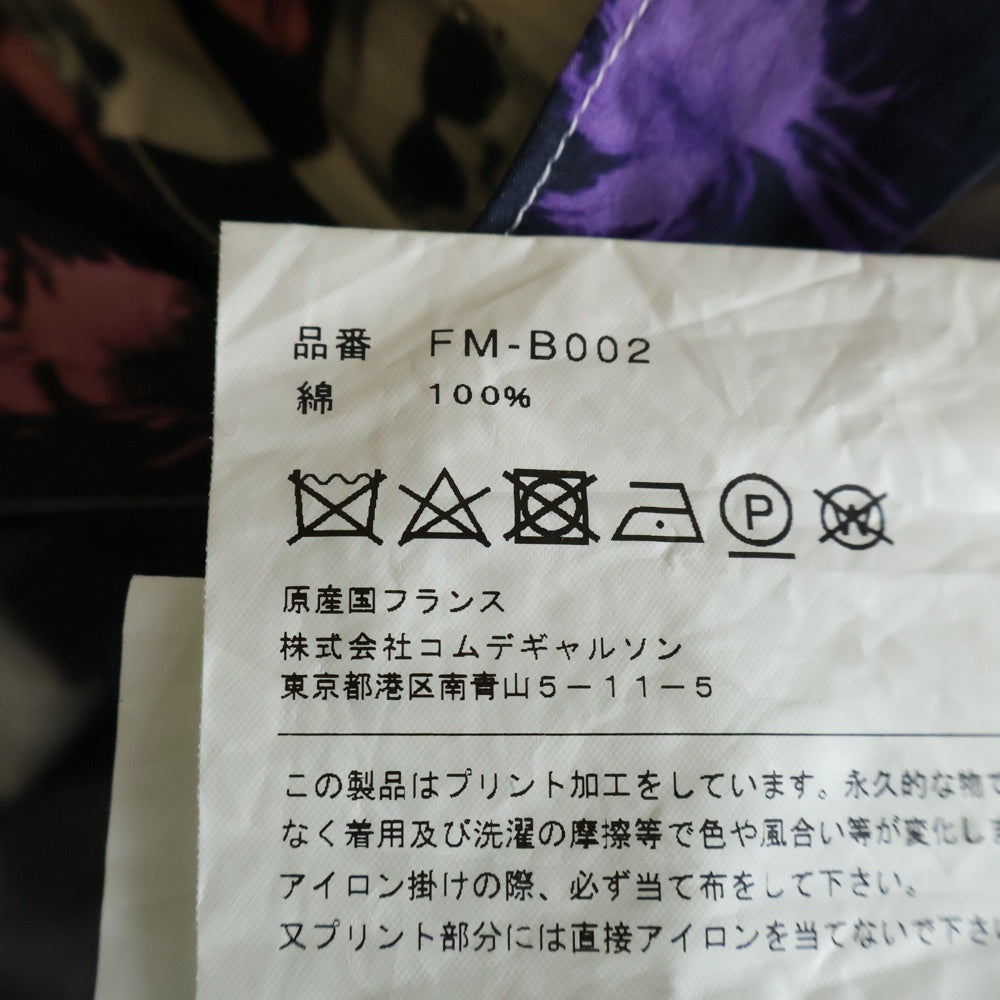 品番 FM-B002
綿 100%
P
W
原産国フランス
株式会社コムデギャルソン
東京都港区南青山5-11-5
この製品はプリント加工をしています。永久的な物で
なく着用及び洗濯の摩擦等で色や風合い等が変化し
アイロン掛けの際、必ず当て布をして下さい。
又プリント部分には直接アイロンを当てないで下さ